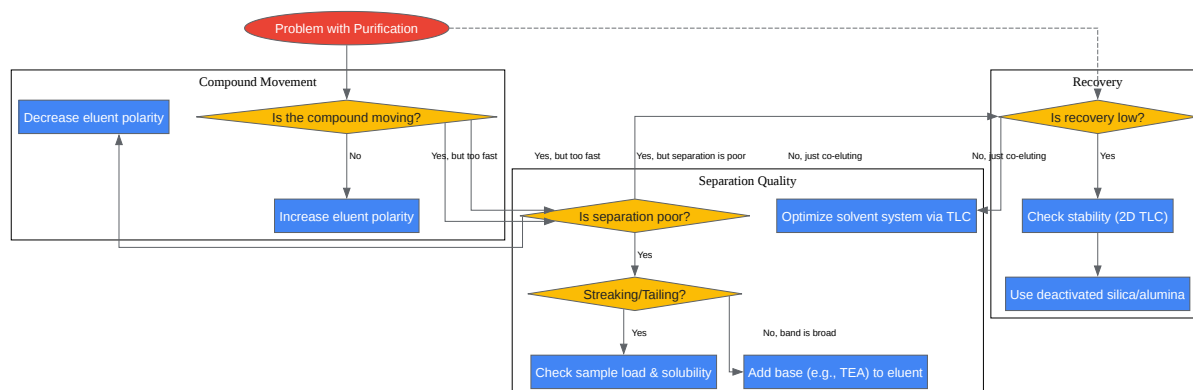 Problem with Purification
Compound Movement
Recovery
Decrease eluent polarity
Is the compound moving?
Is recovery low?
No
Yes, but too fast
Yes, but too fast
Yes, but separation is poor
No, just co-eluting
No, just co-eluting
Yes
Separation Quality
Increase eluent polarity
Is separation poor?
Optimize solvent system via TLC
Check stability (2D TLC)
Yes
Streaking/Tailing?
Use deactivated silica/alumina
Yes
No, band is broad
Check sample load & solubility
Add base (e.g., TEA) to eluent